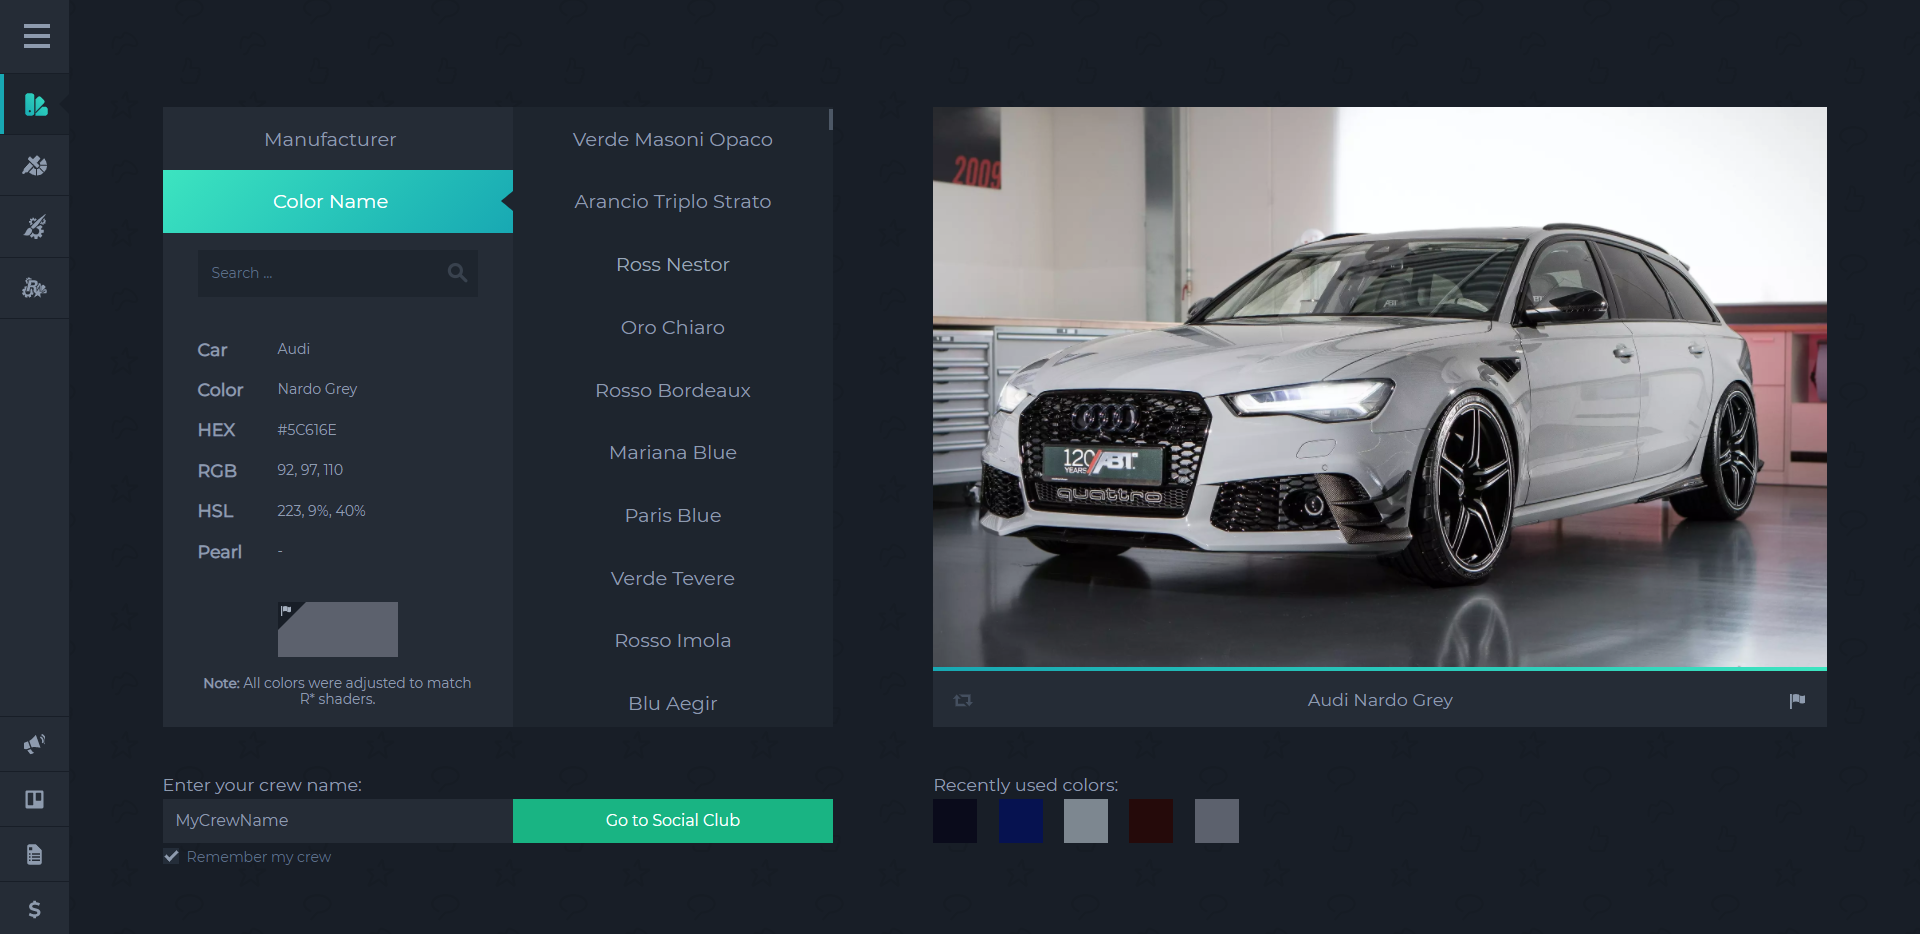 Manufacturer
Color Name
Search ...
Car Audi
Color Nardo Grey
HEX #5C616E
RGB 92, 97, 110
HSL 223, 9%, 40%
Pearl -
Note: All colors were adjusted to match
R* shaders.
Verde Masoni Opaco
Arancio Triplo Strato
Ross Nestor
Oro Chiaro
Rosso Bordeaux
Mariana Blue
Paris Blue
Verde Tevere
Rosso Imola
Blu Aegir
2009
120
YEARS
ABT
quattro
Audi Nardo Grey
Enter your crew name:
MyCrewName
Go to Social Club
Remember my crew
Recently used colors:
$